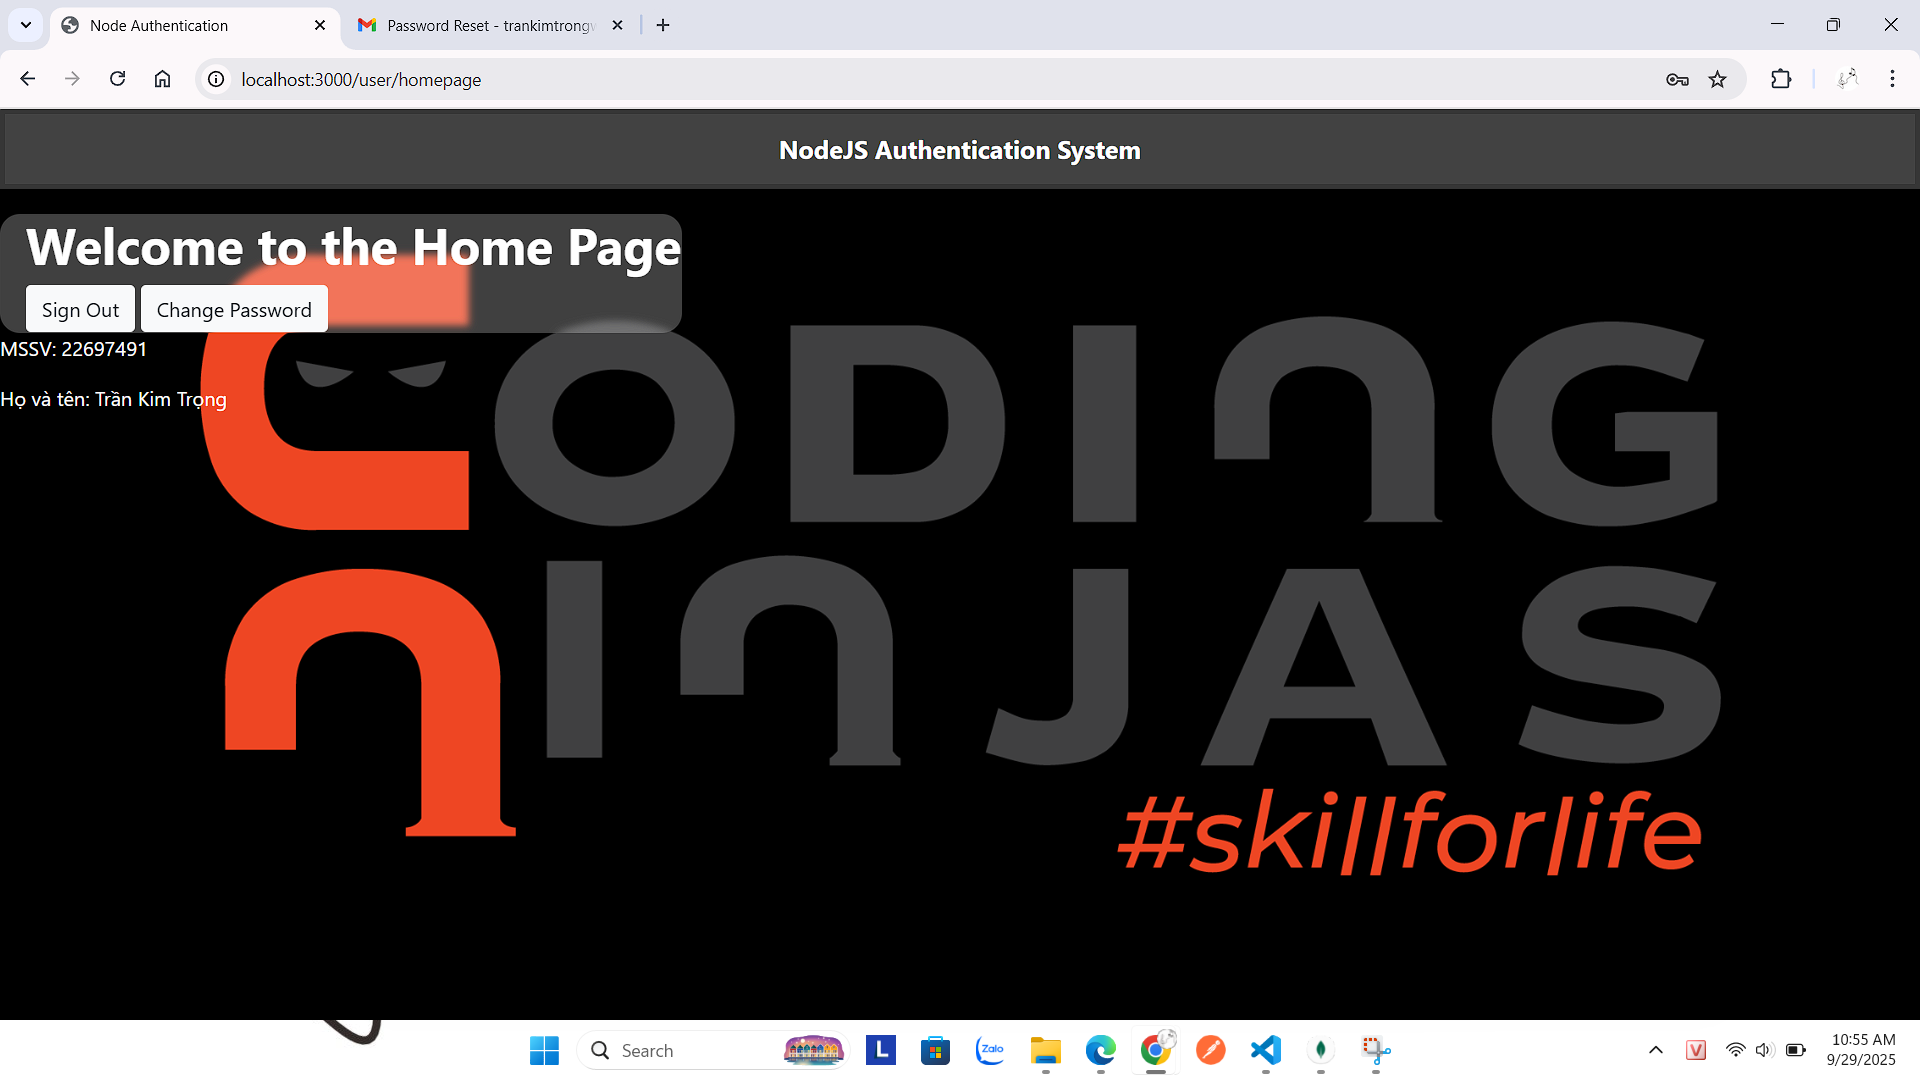 Node Authentication
Password Reset - trankimtrongv
localhost:3000/user/homepage
NodeJS Authentication System
Welcome to the Home Page
Sign Out
Change Password
MSSV: 22697491
Họ và tên: Trần Kim Trọng
CODING
NINJAS
#skillforlife
Search
L
Zalo
V
10:55 AM
9/29/2025